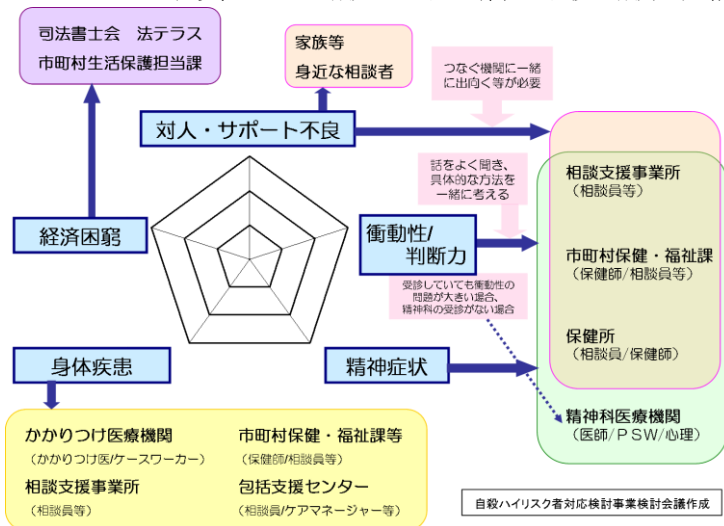 司法書士会　法テラス
市町村生活保護担当課
家族等
身近な相談者
つなぐ機関に一緒
に出向く等が必要
対人・サポート不良
話をよく聞き、
具体的な方法を
一緒に考える
相談支援事業所
（相談員等）
経済困窮
衝動性/
判断力
市町村保健・福祉課
（保健師/相談員等）
受診していても衝動性の
問題が大きい場合、
精神科の受診がない場合
保健所
（相談員/保健師）
身体疾患
精神症状
精神科医療機関
（医師/ＰＳＷ/心理）
かかりつけ医療機関
（かかりつけ医/ケースワーカー）
市町村保健・福祉課等
（保健師/相談員等）
相談支援事業所
（相談員等）
包括支援センター
（相談員/ケアマネージャー等）
自殺ハイリスク者対応検討事業検討会議作成